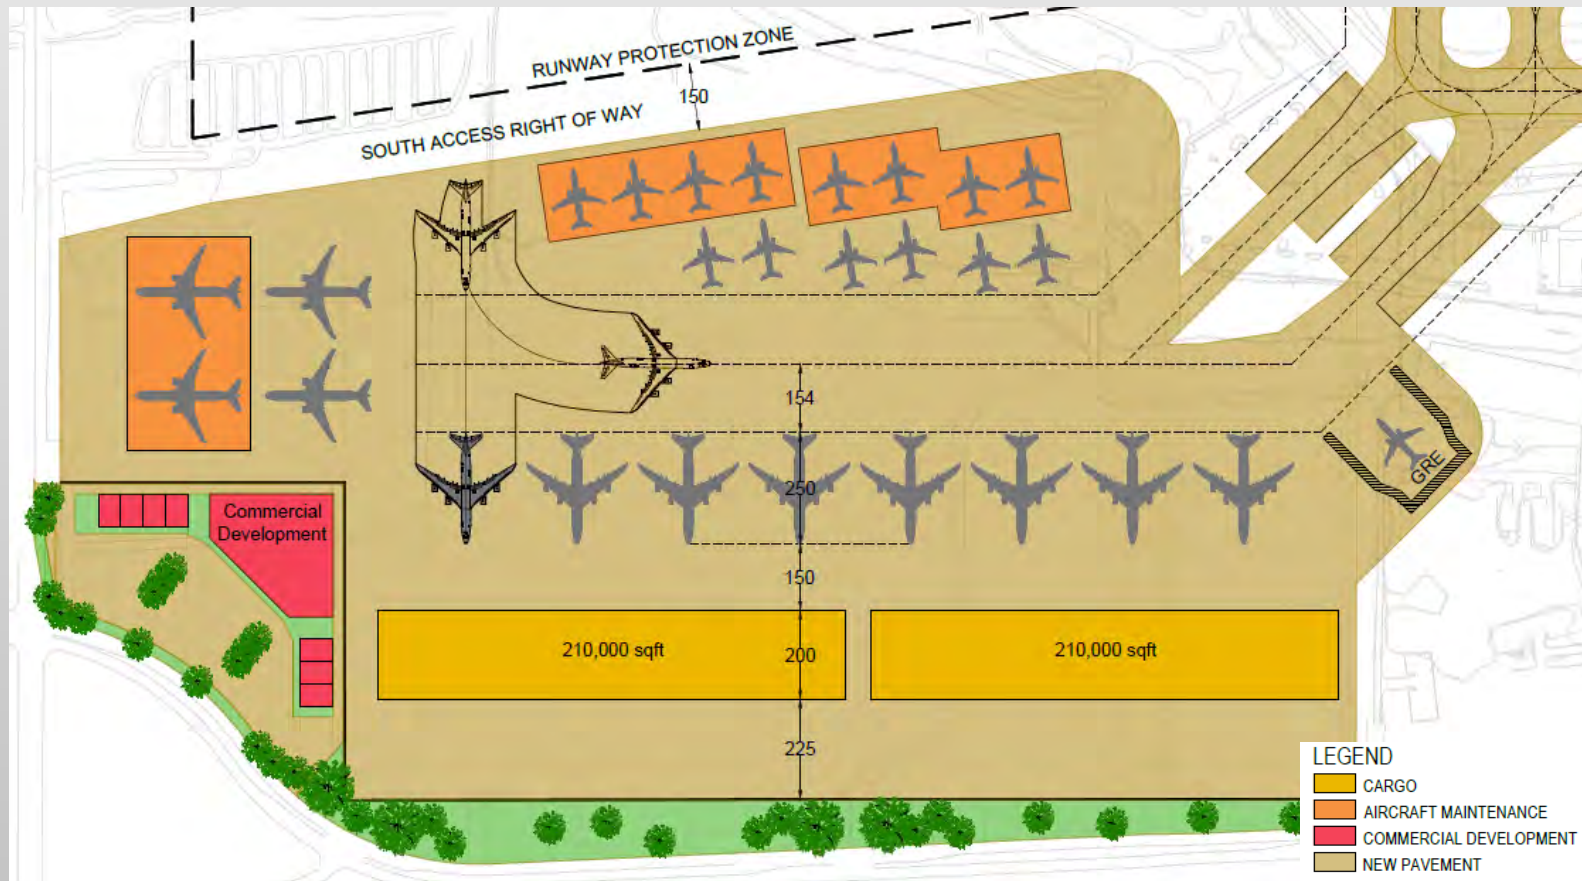 RUNWAY PROTECTION ZONE
150
SOUTH ACCESS RIGHT OF WAY
154
250
GRE
Commercial
Development
150
210,000 sqft
200
210,000 sqft
225
LEGEND
CARGO
AIRCRAFT MAINTENANCE
COMMERCIAL DEVELOPMENT
NEW PAVEMENT